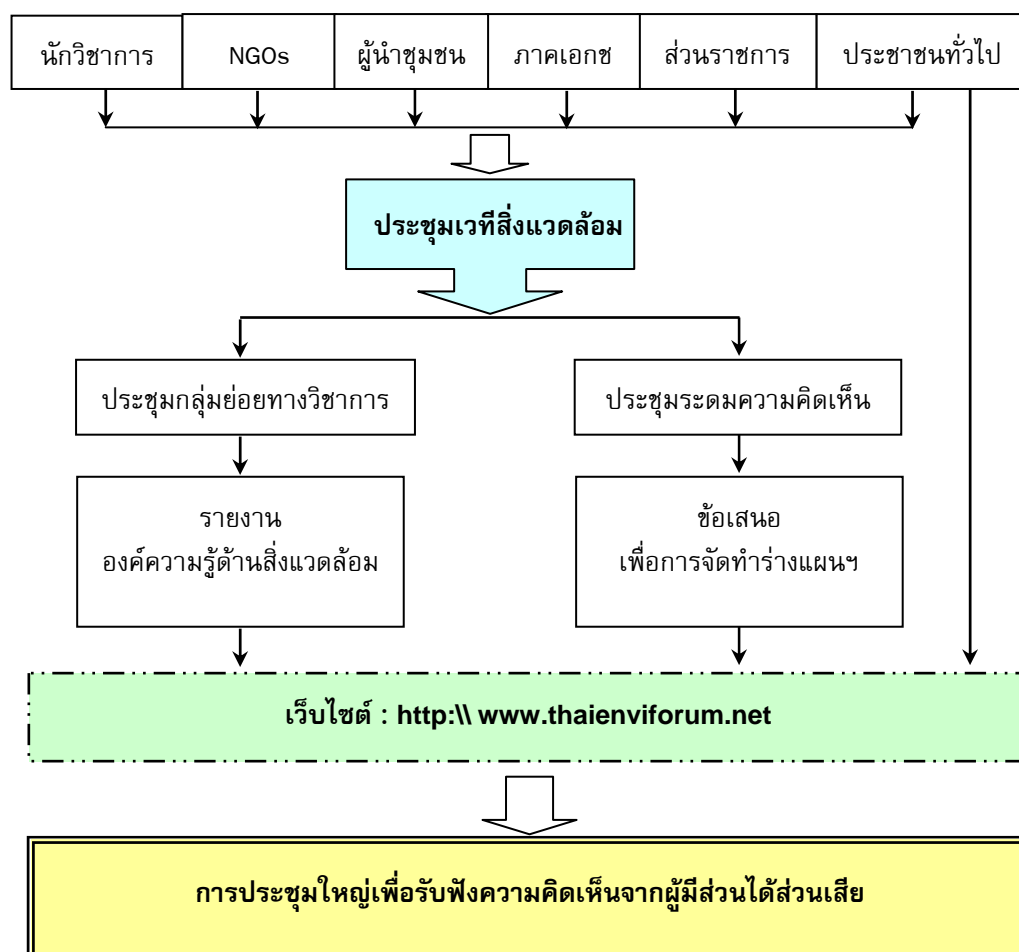 นักวิชาการ
NGOs
ผู้นำชุมชน
ภาคเอกช
ส่วนราชการ
ประชาชนทั่วไป
ประชุมเวทีสิ่งแวดล้อม
ประชุมกลุ่มย่อยทางวิชาการ
ประชุมระดมความคิดเห็น
รายงาน
องค์ความรู้ด้านสิ่งแวดล้อม
ข้อเสนอ
เพื่อการจัดทำร่างแผนฯ
เว็บไซต์ : http:\\ www.thaienviforum.net
การประชุมใหญ่เพื่อรับฟังความคิดเห็นจากผู้มีส่วนได้ส่วนเสีย